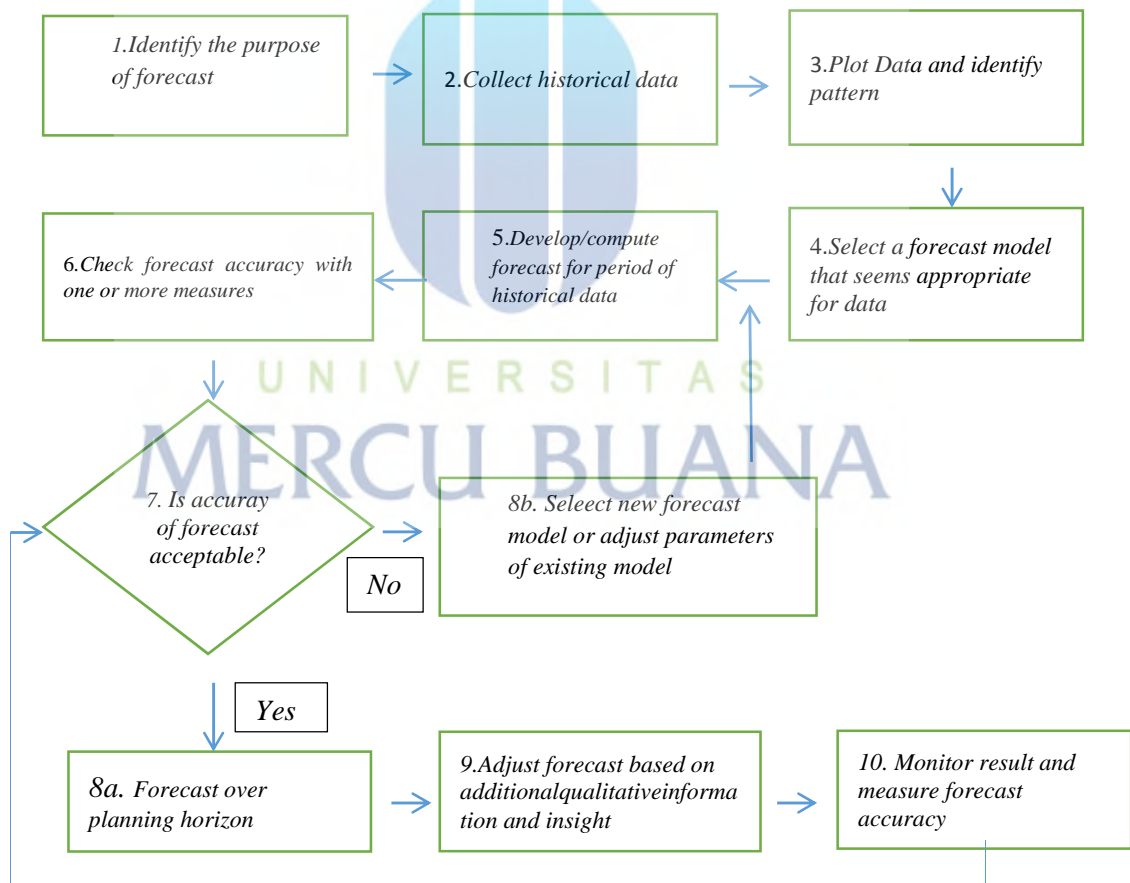 1.Identify the purpose
of forecast
2.Collect historical data
3.Plot Data and identify
pattern
4.Select a forecast model
that seems appropriate
for data
5.Develop/compute
forecast for period of
historical data
6.Check forecast accuracy with
one or more measures
UNIVERSITAS
MERCU BUANA
7. Is accuray
of forecast
acceptable?
No
8b. Seleect new forecast
model or adjust parameters
of existing model
Yes
8a. Forecast over
planning horizon
9.Adjust forecast based on
additionalqualitativeinforma
tion and insight
10. Monitor result and
measure forecast
accuracy